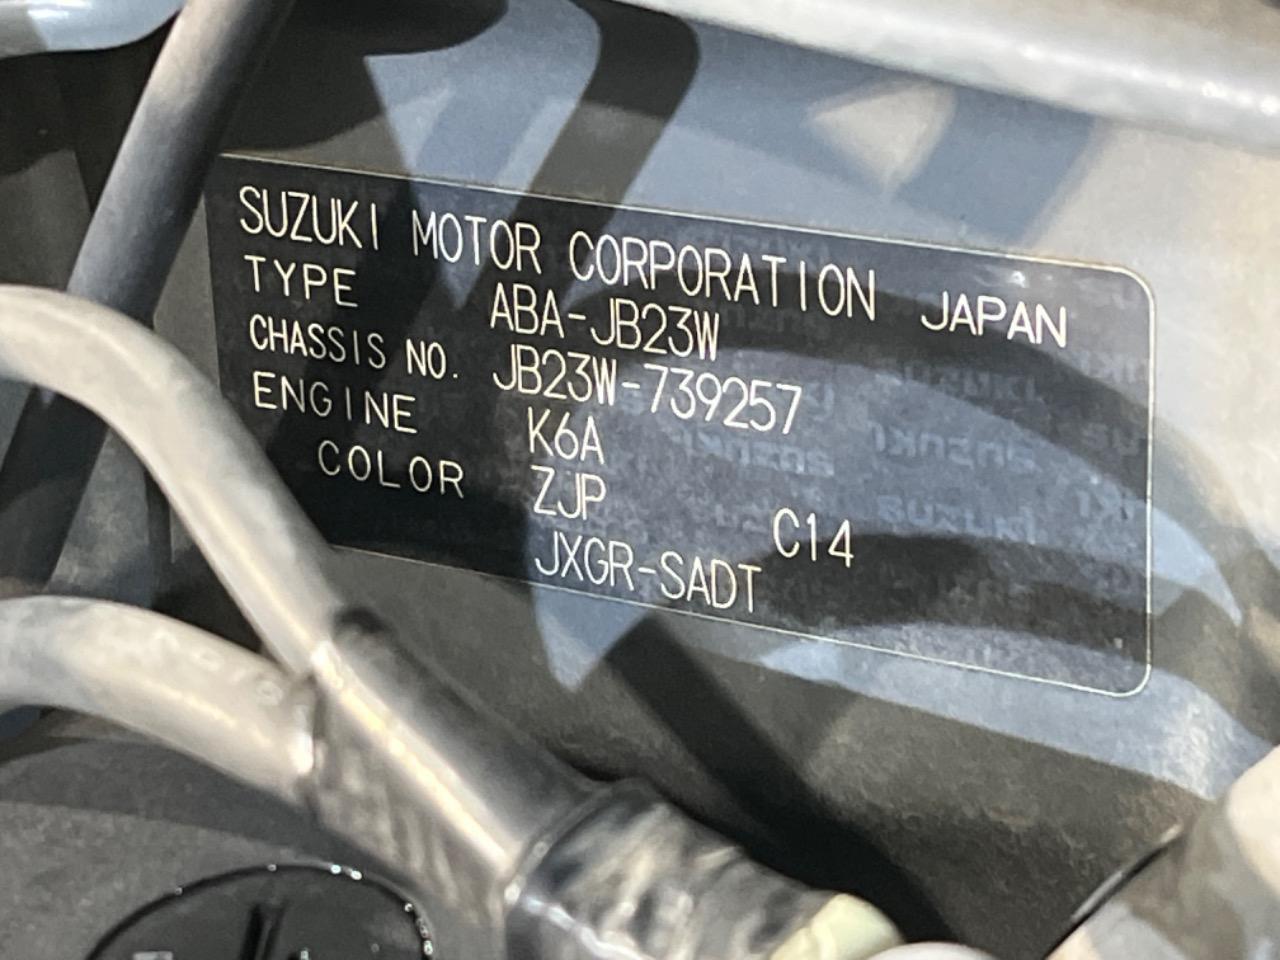 SUZUKI MOTOR CORPORATION JAPAN
TYPE ABA-JB23W
CHASSIS NO. JB23W-739257
ENGINE K6A
COLOR ZJP C14
JXGR-SADT